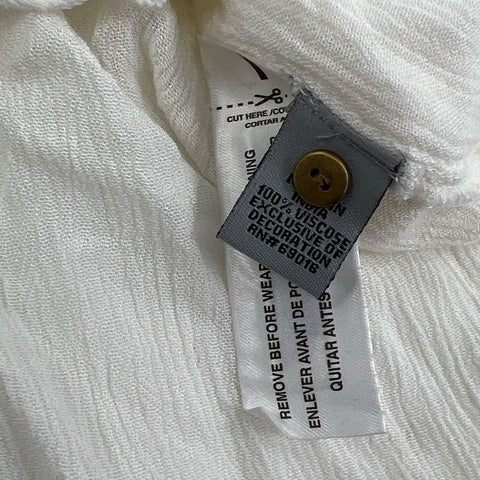 CUT HERE
CORTAR
INDIA
100% VISCOSE
EXCLUSIVE OF
DECORATION
RN# 69016
REMOVE BEFORE WEAR
ENLEVER AVANT DE PO
QUITAR ANTES